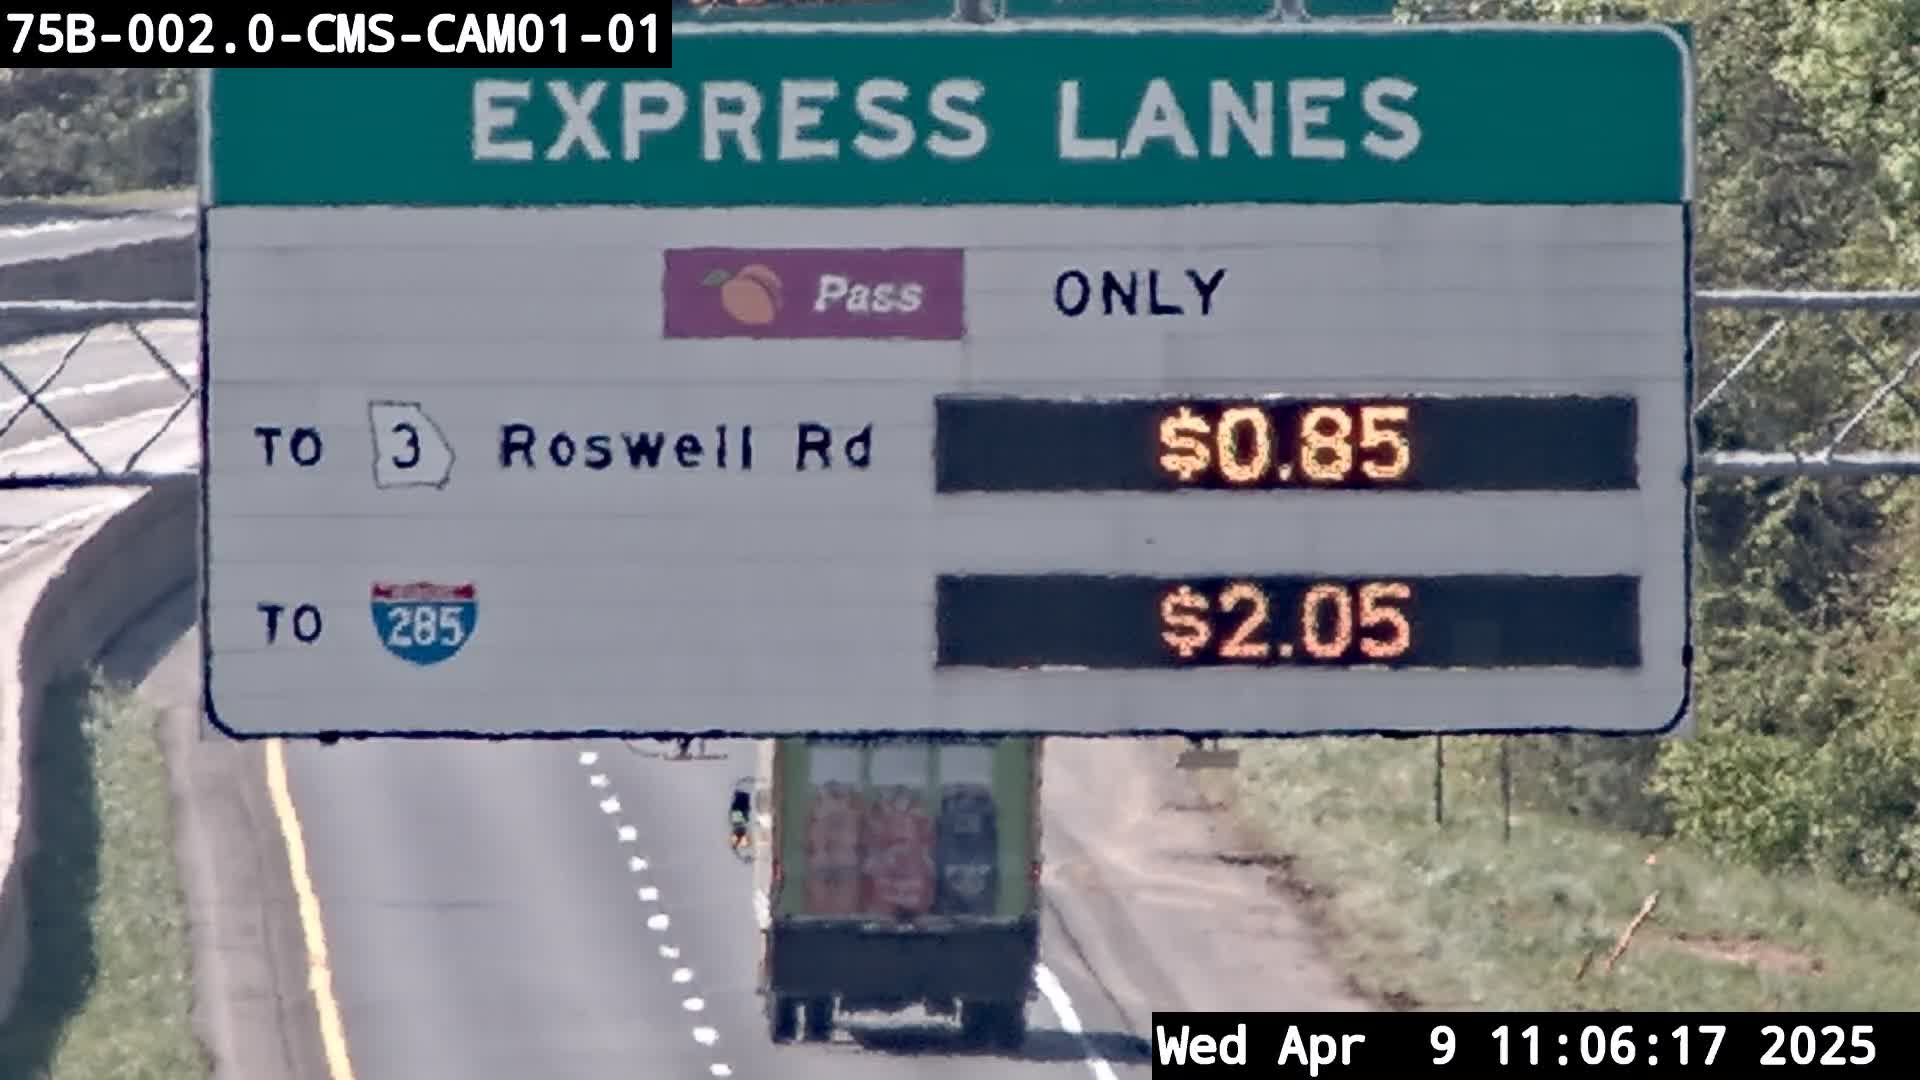 75B-002.0-CMS-CAM01-01
EXPRESS LANES
Pass ONLY
TO 3 Roswell Rd $0.85
TO 285 $2.05
Wed Apr 9 11:06:17 2025